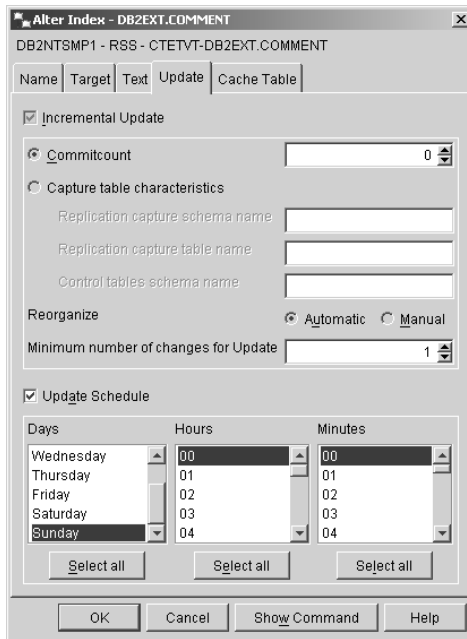 Alter Index - DB2EXT.COMMENT
DB2NTSMP1 - RSS - CTETVT-DB2EXT.COMMENT
Name Target Text Update Cache Table
Incremental Update
Commitcount 0
Capture table characteristics
Replication capture schema name
Replication capture table name
Control tables schema name
Reorganize Automatic Manual
Minimum number of changes for Update 1
Update Schedule
Days Hours Minutes
Wednesday 00 00
Thursday 01 01
Friday 02 02
Saturday 03 03
Sunday 04 04
Select all Select all Select all
OK Cancel Show Command Help